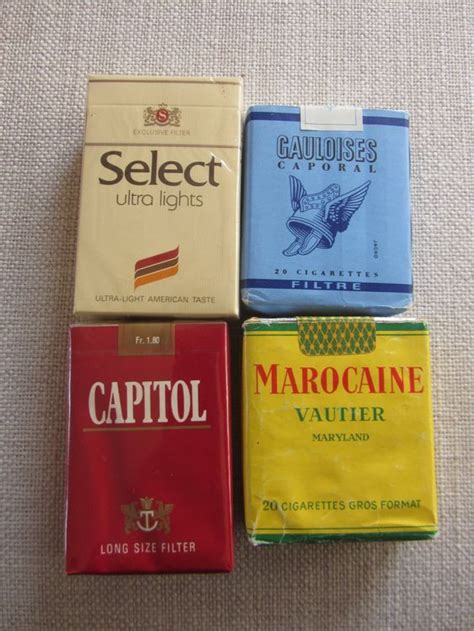 S
EXCLUSIVE FILTER
Select
ultra lights
ULTRA-LIGHT AMERICAN TASTE
GAULOISES
CAPORAL
20 CIGARETTES
FILTRE
Fr. 1.80
CAPITOL
LONG SIZE FILTER
MAROCAINE
VAUTIER
MARYLAND
20 CIGARETTES GROS FORMAT